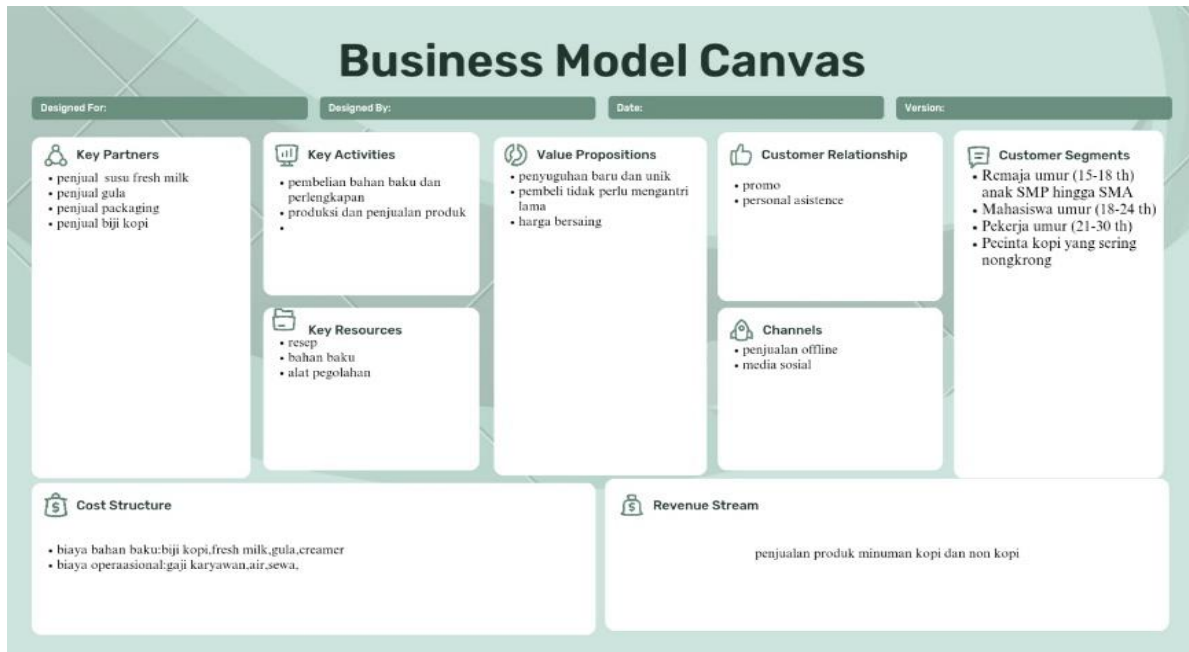 Business Model Canvas
Designed For:
Designed By:
Date:
Version:
Key Partners
• penjual susu fresh milk
• penjual gula
• penjual packaging
• penjual biji kopi
Key Activities
• pembelian bahan baku dan
perlengkapan
• produksi dan penjualan produk
•
Key Resources
• resep
• bahan baku
• alat pegolahan
Value Propositions
• penyuguhan baru dan unik
• pembeli tidak perlu mengantri
lama
• harga bersaing
Customer Relationship
• promo
• personal asistence
Channels
• penjualan offline
• media sosial
Customer Segments
• Remaja umur (15-18 th)
anak SMP hingga SMA
• Mahasiswa umur (18-24 th)
• Pekerja umur (21-30 th)
• Pecinta kopi yang sering
nongkrong
Cost Structure
• biaya bahan baku:biji kopi,fresh milk,gula,creamer
• biaya operaasional:gaji karyawan,air,sewa,
Revenue Stream
penjualan produk minuman kopi dan non kopi